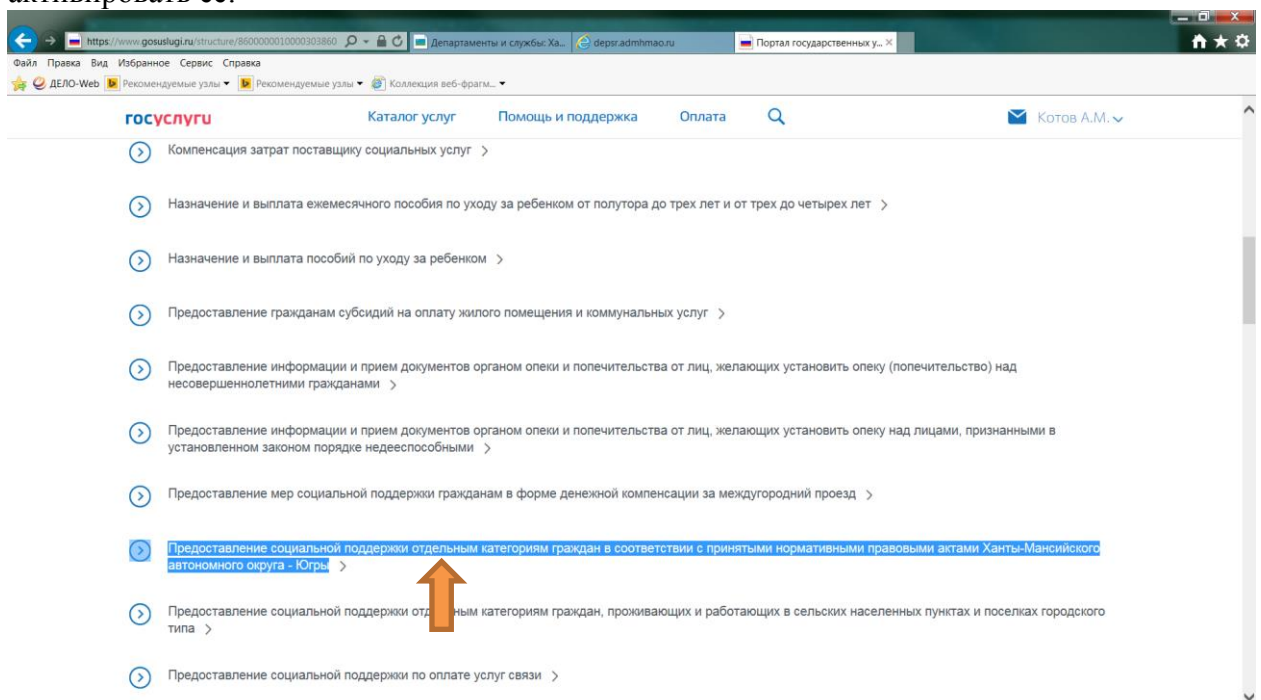 https://www.gosuslugi.ru/structure/8600000010000303860
Департаменты и службы: Ха...
depsr.admhmao.ru
Портал государственных у...
Файл Правка Вид Избранное Сервис Справка
ДЕЛО-Web Рекомендуемые узлы Рекомендуемые узлы Коллекция веб-фрагм...
госуслуги Каталог услуг Помощь и поддержка Оплата Котов А.М.
Компенсация затрат поставщику социальных услуг
Назначение и выплата ежемесячного пособия по уходу за ребенком от полутора до трех лет и от трех до четырех лет
Назначение и выплата пособий по уходу за ребенком
Предоставление гражданам субсидий на оплату жилого помещения и коммунальных услуг
Предоставление информации и прием документов органом опеки и попечительства от лиц, желающих установить опеку (попечительство) над
несовершеннолетними гражданами
Предоставление информации и прием документов органом опеки и попечительства от лиц, желающих установить опеку над лицами, признанными в
установленном законом порядке недееспособными
Предоставление мер социальной поддержки гражданам в форме денежной компенсации за междугородний проезд
Предоставление социальной поддержки отдельным категориям граждан в соответствии с принятыми нормативными правовыми актами Ханты-Мансийского
автономного округа - Югры
Предоставление социальной поддержки отдельным категориям граждан, проживающих и работающих в сельских населенных пунктах и поселках городского
типа
Предоставление социальной поддержки по оплате услуг связи